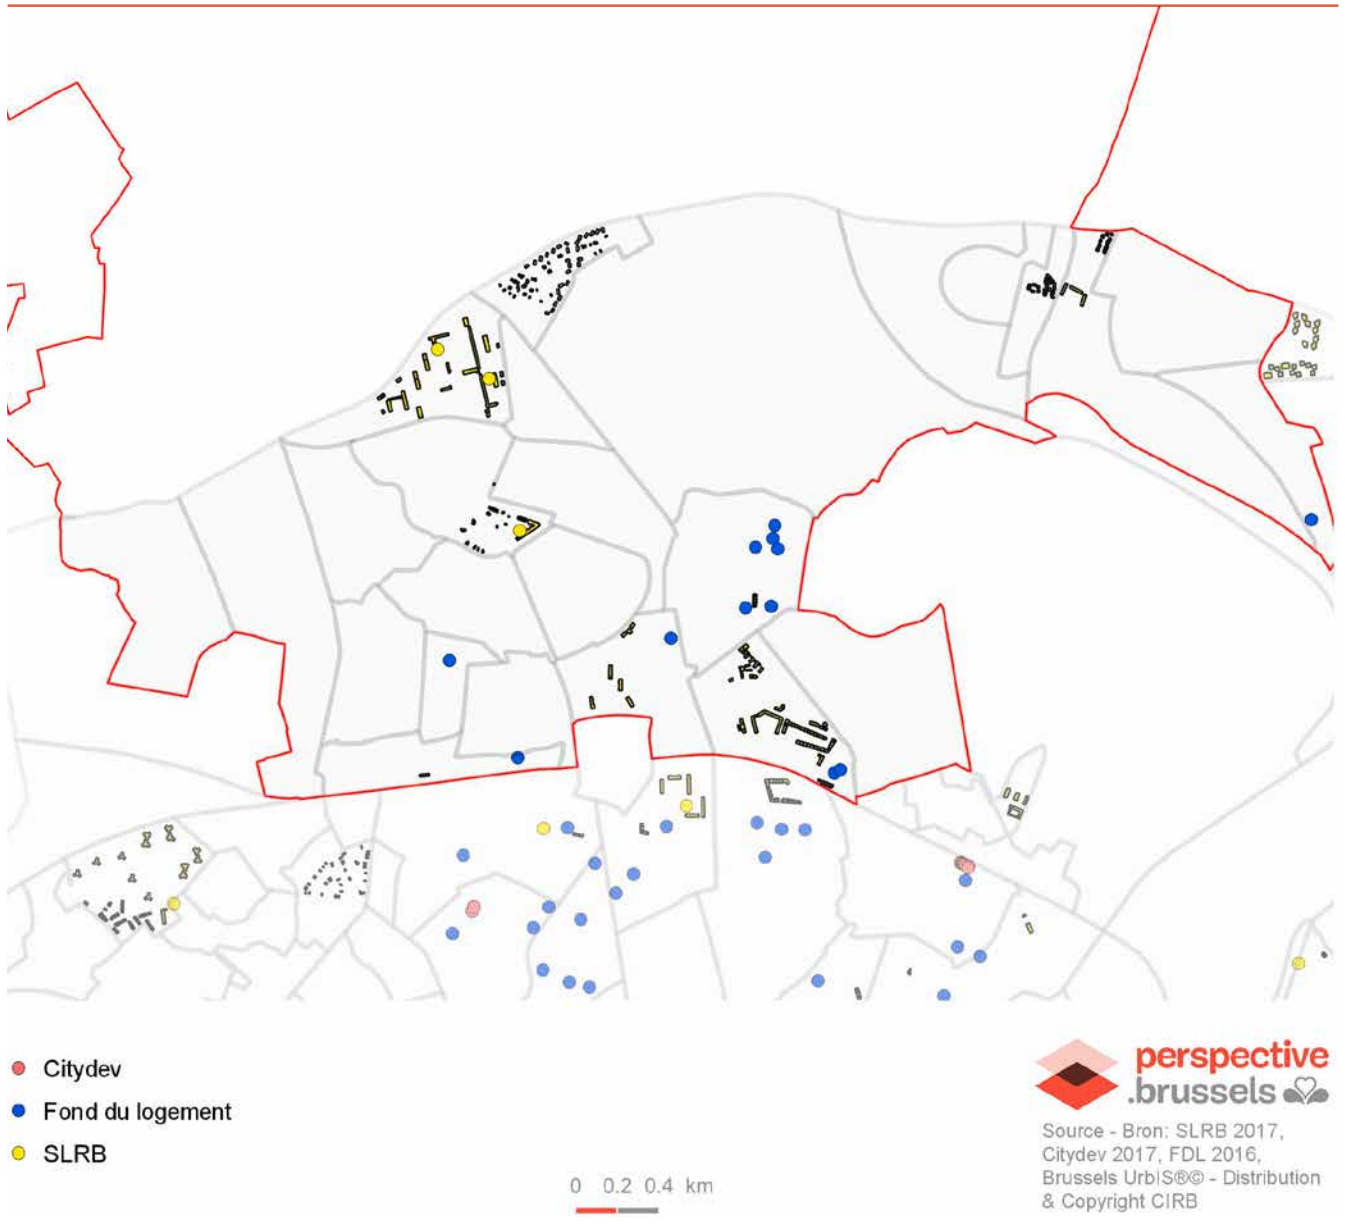 Citydev
Fond du logement
SLRB
0 0.2 0.4 km
perspective
.brussels
Source - Bron: SLRB 2017,
Citydev 2017, FDL 2016,
Brussels UrbIS®© - Distribution
& Copyright CIRB